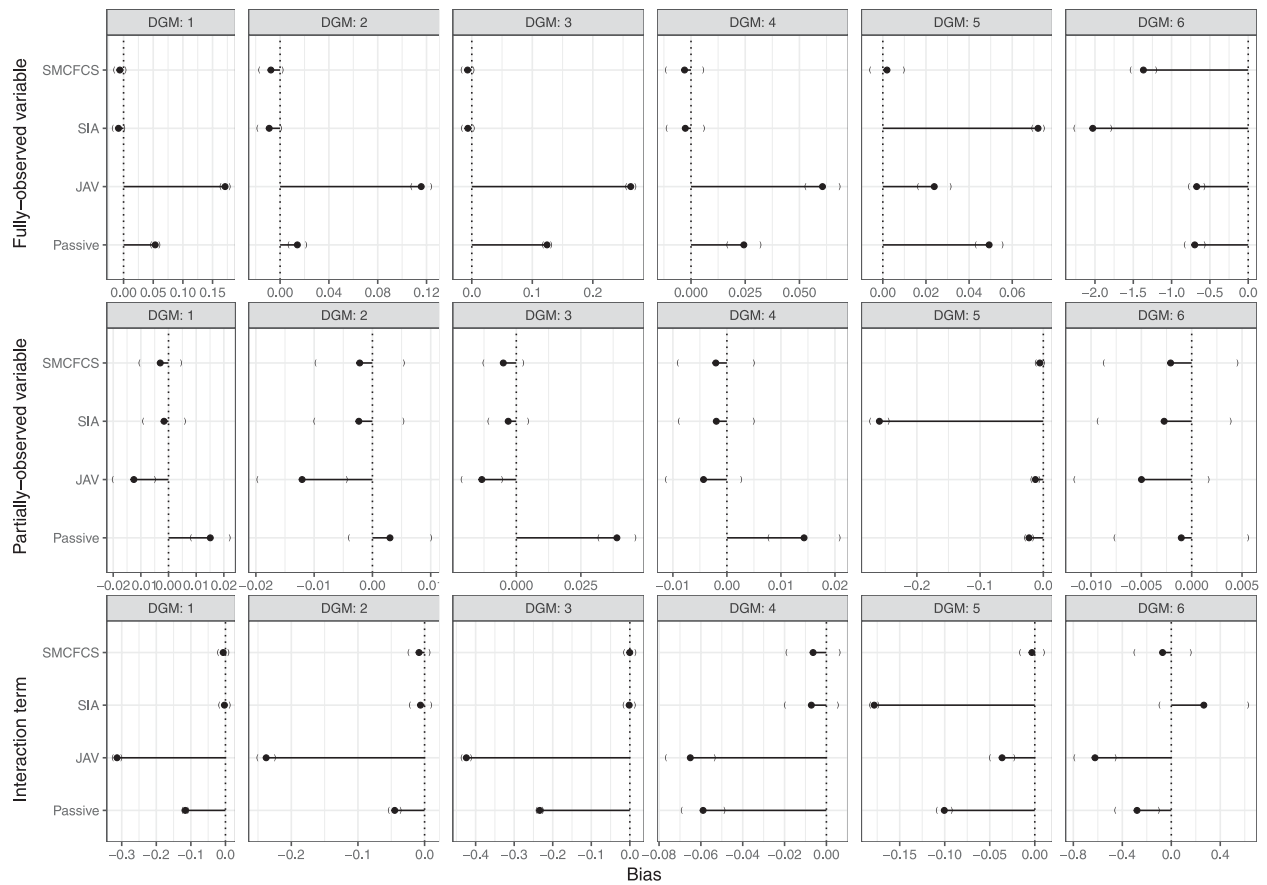 DGM: 1 DGM: 2 DGM: 3 DGM: 4 DGM: 5 DGM: 6
Fully−observed variable
SMCFCS
SIA
JAV
Passive
0.00 0.05 0.10 0.15 0.00 0.04 0.08 0.12 0.0 0.1 0.2 0.000 0.025 0.050 0.00 0.02 0.04 0.06 −2.0 −1.5 −1.0 −0.5 0.0
DGM: 1 DGM: 2 DGM: 3 DGM: 4 DGM: 5 DGM: 6
Partially−observed variable
SMCFCS
SIA
JAV
Passive
−0.02 −0.01 0.00 0.01 0.02 −0.02 −0.01 0.00 0.000 0.025 −0.01 0.00 0.01 0.02 −0.2 −0.1 0.0 −0.010 −0.005 0.000 0.005
DGM: 1 DGM: 2 DGM: 3 DGM: 4 DGM: 5 DGM: 6
Interaction term
SMCFCS
SIA
JAV
Passive
−0.3 −0.2 −0.1 0.0 −0.2 −0.1 0.0 −0.4 −0.3 −0.2 −0.1 0.0 −0.08 −0.06 −0.04 −0.02 0.00 −0.15 −0.10 −0.05 0.00 −0.8 −0.4 0.0 0.4
Bias